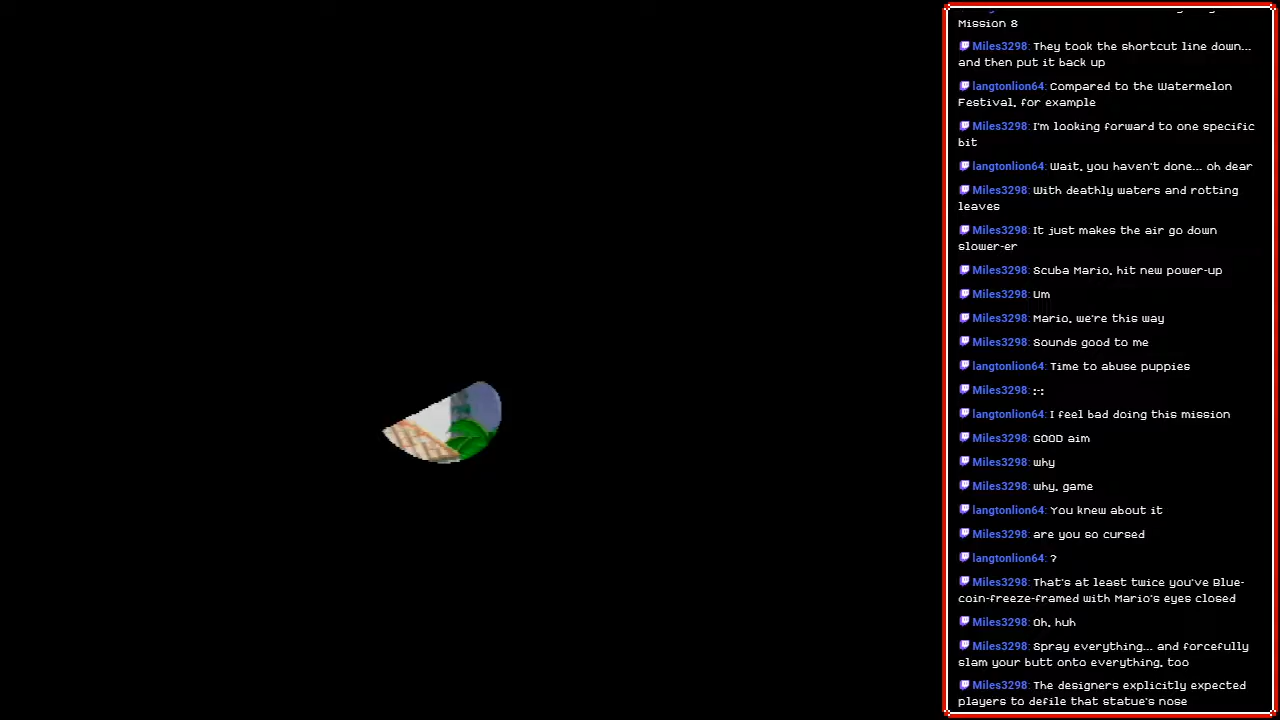 Mission 8
Miles3298: They took the shortcut line down...
and then put it back up
langtonlion64: Compared to the Watermelon
Festival, for example
Miles3298: I'm looking forward to one specific
bit
langtonlion64: Wait, you haven't done... oh dear
Miles3298: With deathly waters and rotting
leaves
Miles3298: It just makes the air go down
slower-er
Miles3298: Scuba Mario, hit new power-up
Miles3298: Um
Miles3298: Mario, we're this way
Miles3298: Sounds good to me
langtonlion64: Time to abuse puppies
Miles3298: :-:
langtonlion64: I feel bad doing this mission
Miles3298: GOOD aim
Miles3298: why
Miles3298: why, game
langtonlion64: You knew about it
Miles3298: are you so cursed
langtonlion64: ?
Miles3298: That's at least twice you've Blue-
coin-freeze-framed with Mario's eyes closed
Miles3298: Oh, huh
Miles3298: Spray everything... and forcefully
slam your butt onto everything, too
Miles3298: The designers explicitly expected
players to defile that statue's nose